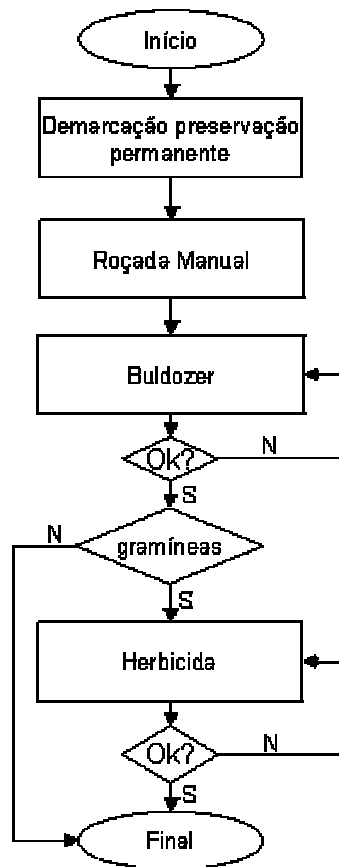 Início
Demarcação preservação
permanente
Roçada Manual
Buldozer
Ok?
N
S
N
gramíneas
S
Herbicida
Ok?
N
S
Final